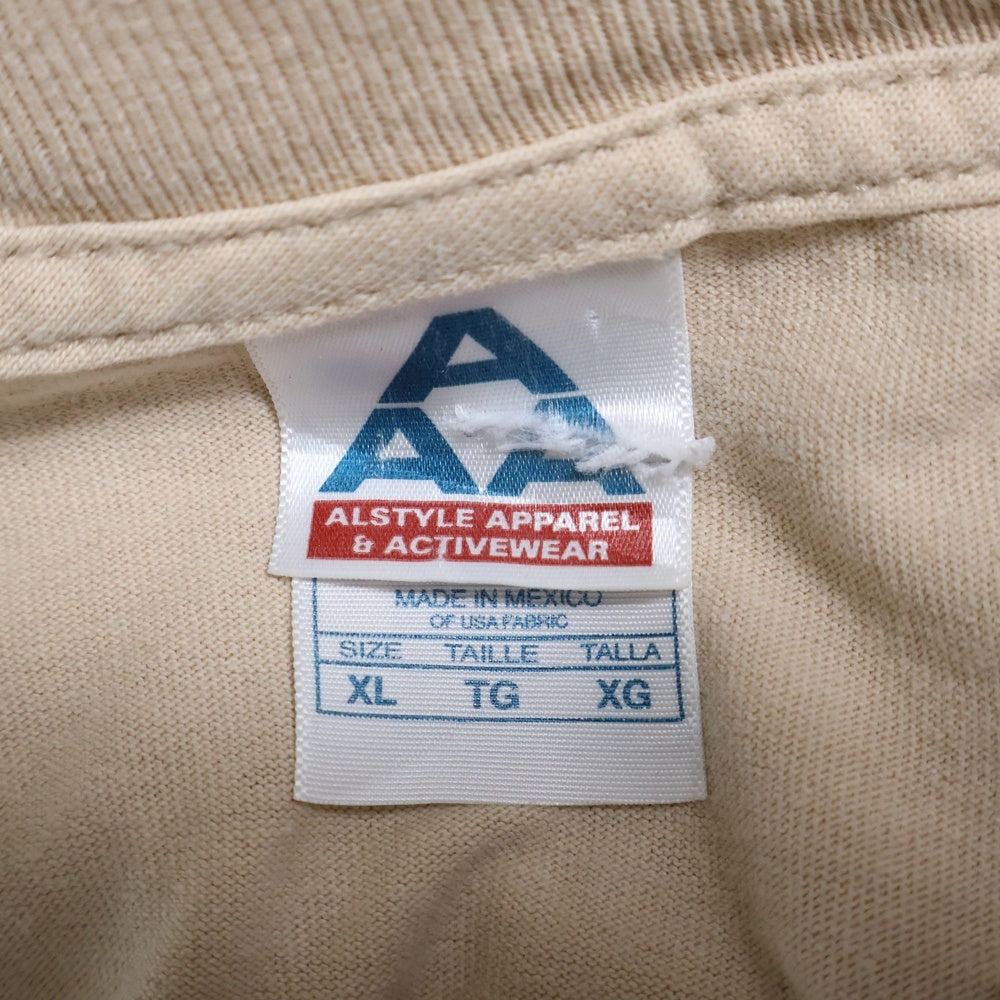 AAA
ALSTYLE APPAREL
& ACTIVEWEAR
MADE IN MEXICO
OF USA FABRIC
SIZE TAILLE TALLA
XL TG XG